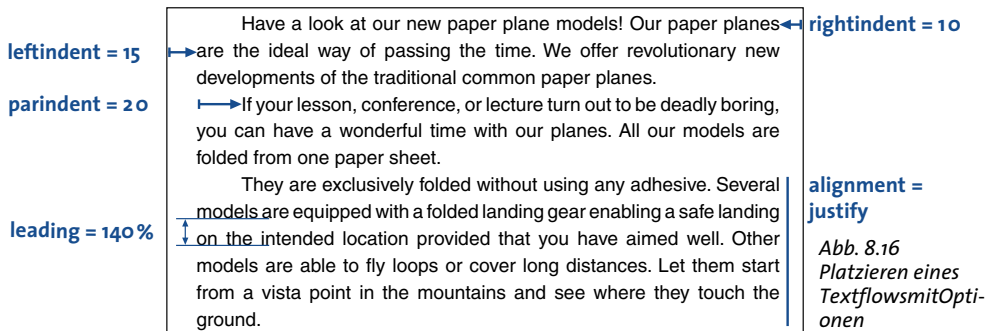 Have a look at our new paper plane models! Our paper planes
are the ideal way of passing the time. We offer revolutionary new
developments of the traditional common paper planes.
If your lesson, conference, or lecture turn out to be deadly boring,
you can have a wonderful time with our planes. All our models are
folded from one paper sheet.
They are exclusively folded without using any adhesive. Several
models are equipped with a folded landing gear enabling a safe landing
on the intended location provided that you have aimed well. Other
models are able to fly loops or cover long distances. Let them start
from a vista point in the mountains and see where they touch the
ground.
leftindent = 15
parindent = 20
leading = 140%
rightindent = 10
alignment =
justify
Abb. 8.16
Platzieren eines
TextflowsmitOpti-
onen